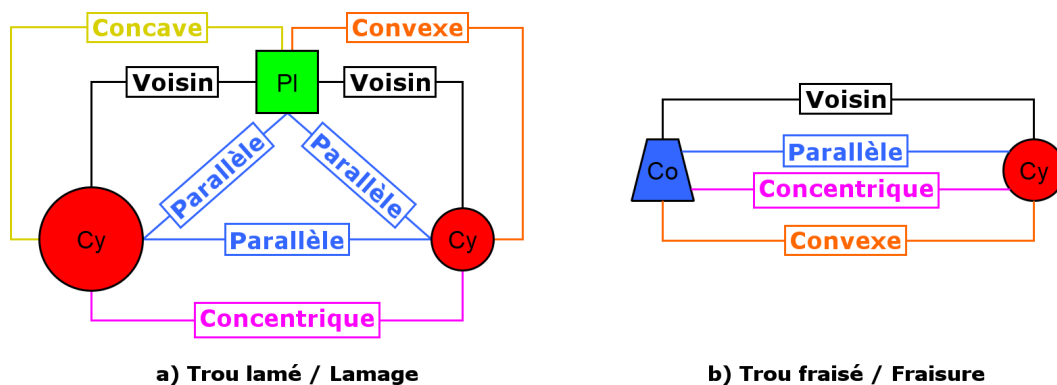 Concave
Convexe
Voisin
Pl
Voisin
Parallèle
Parallèle
Cy
Parallèle
Cy
Concentrique
a) Trou lamé / Lamage
Voisin
Co
Parallèle
Concentrique
Cy
Convexe
b) Trou fraisé / Fraisure